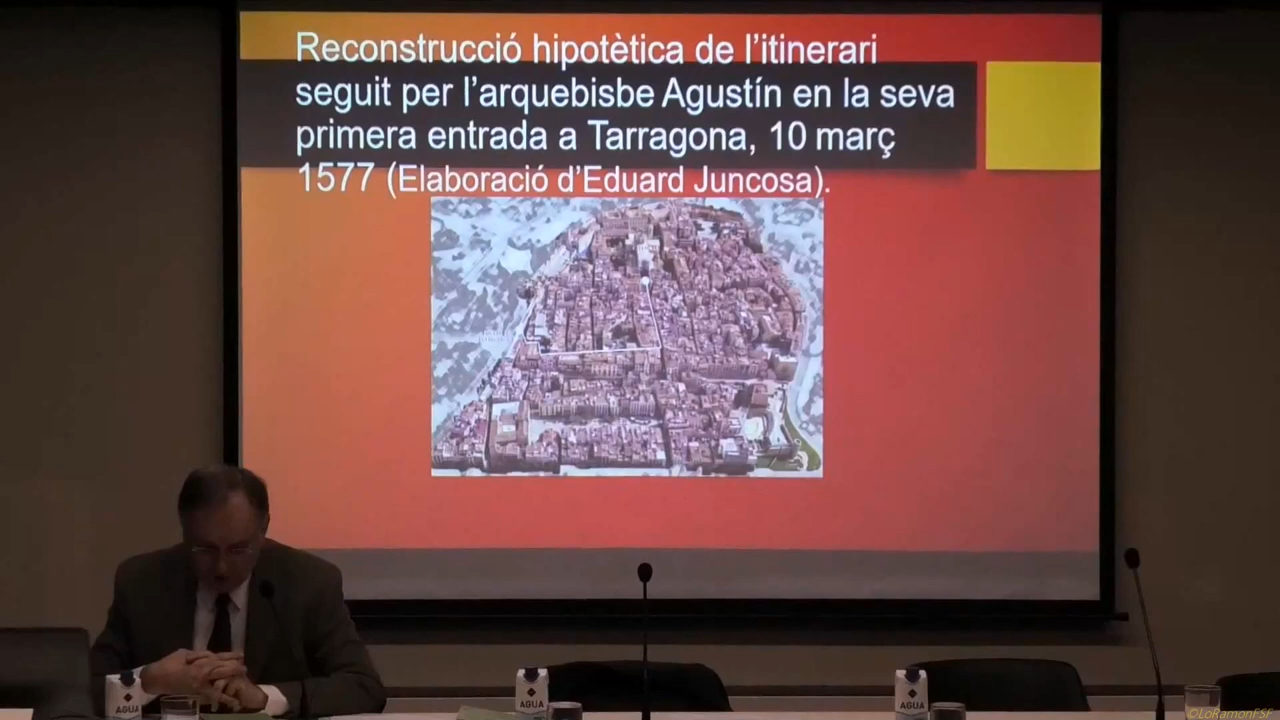 Reconstrucció hipotètica de l'itinerari
seguit per l'arquebisbe Agustín en la seva
primera entrada a Tarragona, 10 març
1577 (Elaboració d'Eduard Juncosa).
AGUA
AGUA
AGUA
©LoRamonFSF